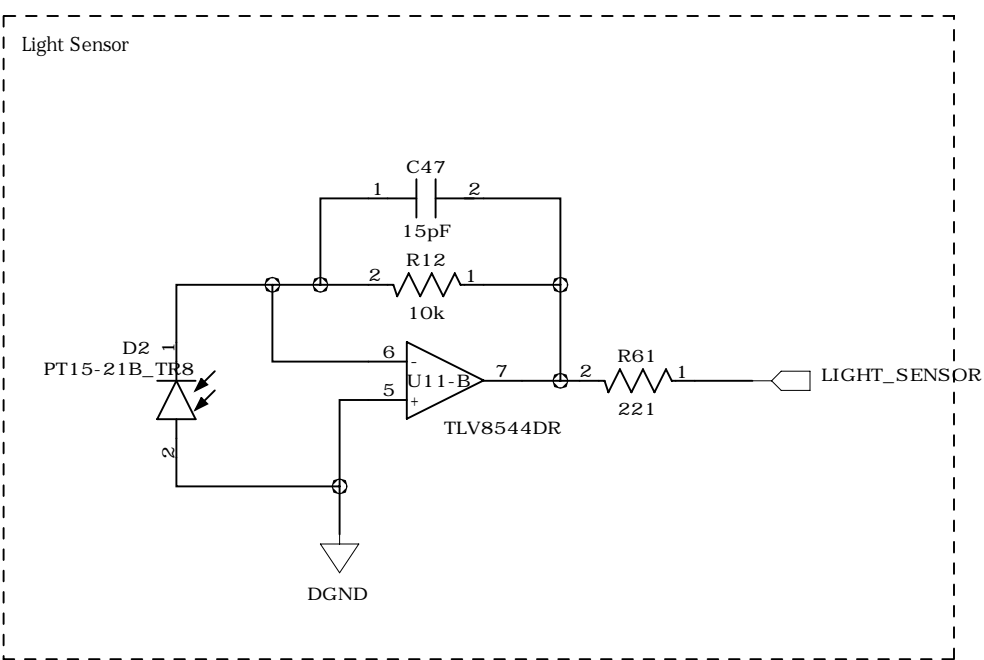 Light Sensor
C47
1
2
15pF
R12
2
1
10k
D2
1
PT15-21B_TR8
2
6
-
U11-B
5
+
7
TLV8544DR
R61
2
1
221
LIGHT_SENSOR
DGND